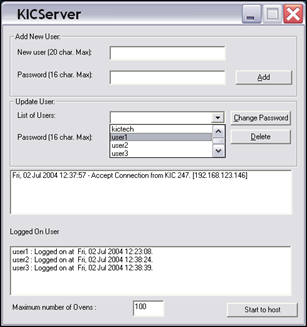 KICServer
Add New User:
New user (20 char. Max):
Password (16 char. Max):
Add
Update User:
List of Users:
Change Password
kictech
user1
user2
user3
Password (16 char. Max):
Delete
Fri, 02 Jul 2004 12:37:57 - Accept Connection from KIC 247. [192.168.123.146]
Logged On User
user1 : Logged on at Fri, 02 Jul 2004 12:23:08.
user2 : Logged on at Fri, 02 Jul 2004 12:38:24.
user3 : Logged on at Fri, 02 Jul 2004 12:38:39.
Maximum number of Ovens :
100
Start to host